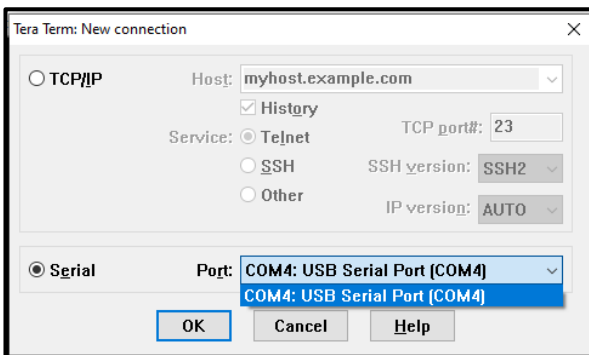 Tera Term: New connection
TCP/IP Host: myhost.example.com
History
Service: Telnet TCP port#: 23
SSH SSH version: SSH2
Other IP version: AUTO
Serial Port: COM4: USB Serial Port (COM4)
COM4: USB Serial Port (COM4)
OK Cancel Help